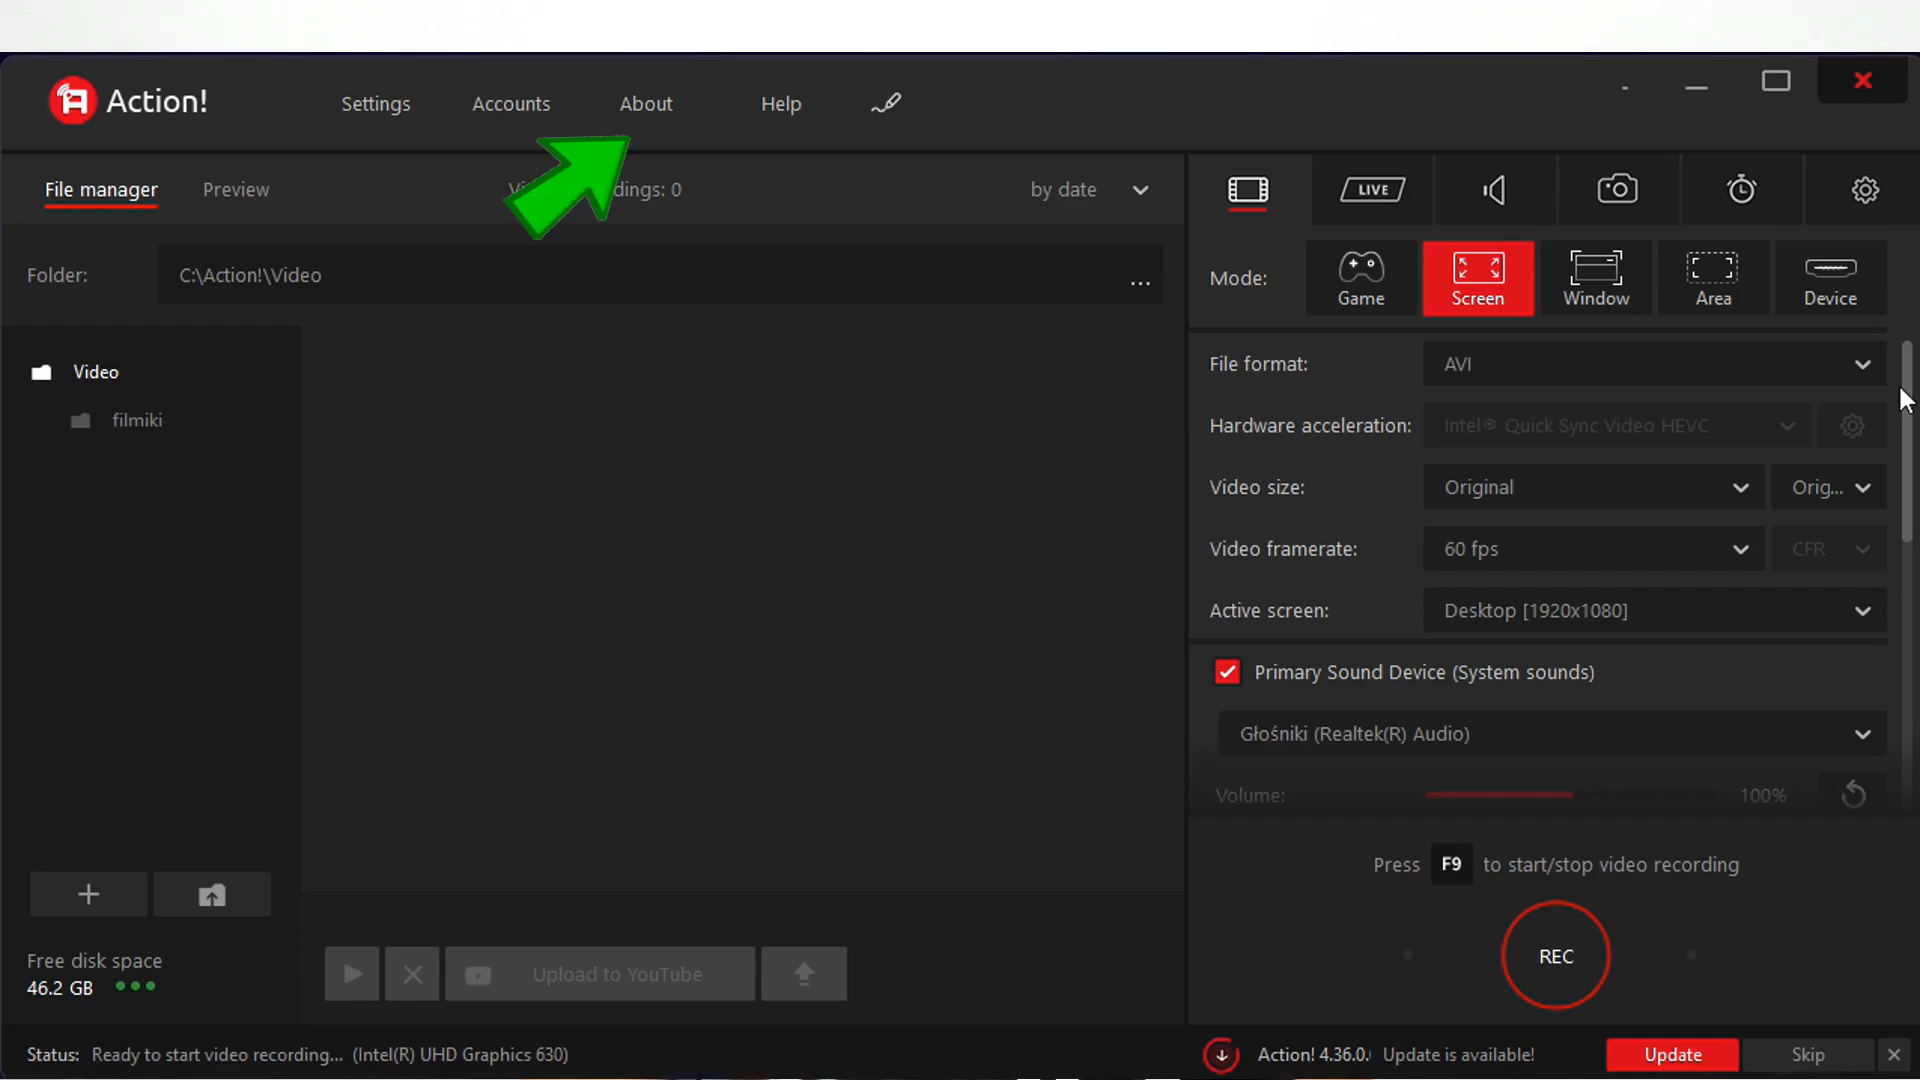 Action!
Settings
Accounts
About
Help
File manager
Preview
dings: 0
by date
LIVE
Folder:
C:\Action!\Video
...
Mode:
Game
Screen
Window
Area
Device
Video
filmiki
File format:
AVI
Hardware acceleration:
Intel® Quick Sync Video HEVC
Video size:
Original
Orig...
Video framerate:
60 fps
CFR
Active screen:
Desktop [1920x1080]
Primary Sound Device (System sounds)
Głośniki (Realtek(R) Audio)
Volume:
100%
Press F9 to start/stop video recording
REC
Free disk space
46.2 GB
Upload to YouTube
Status: Ready to start video recording... (Intel(R) UHD Graphics 630)
Action! 4.36.0. Update is available!
Update
Skip